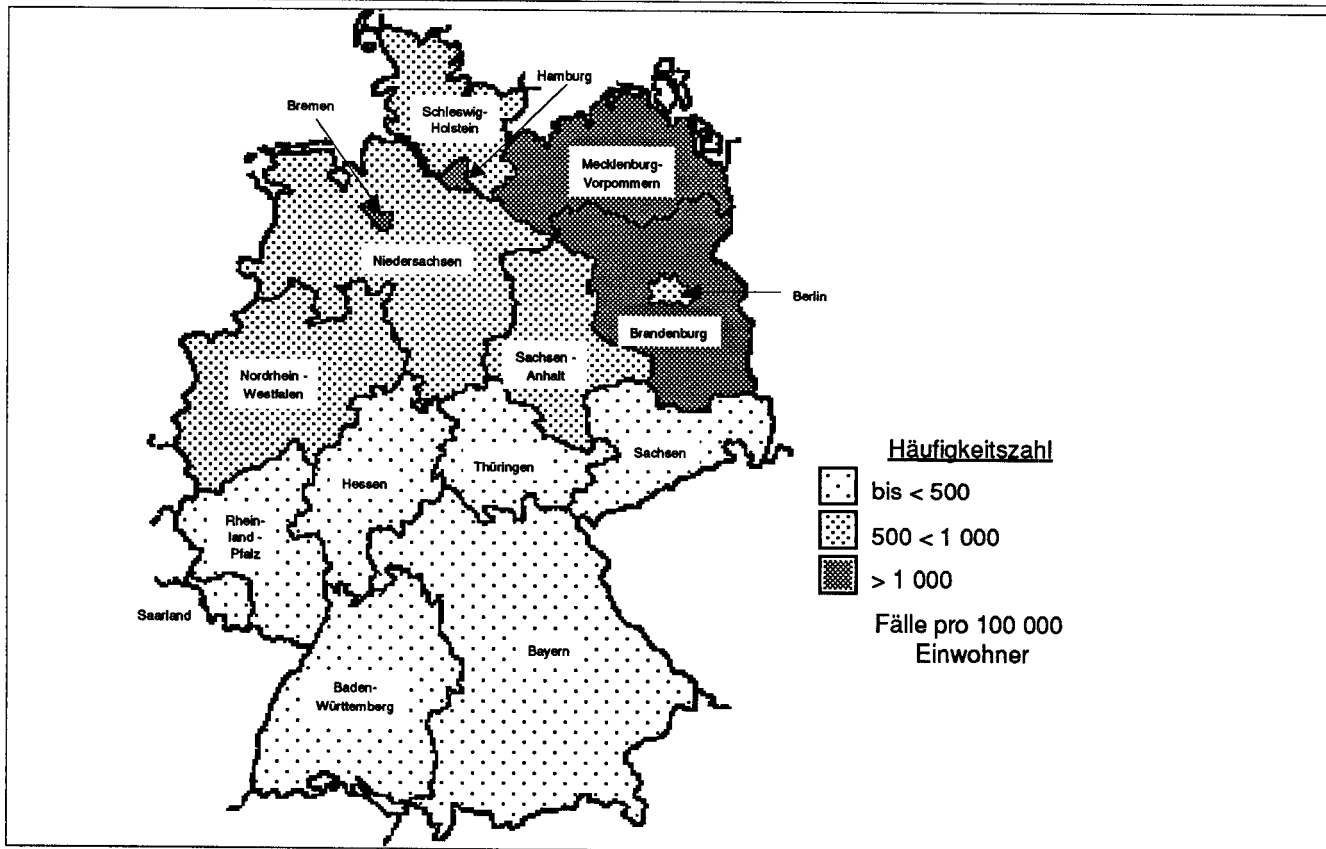 Hamburg
Bremen
Schleswig-
Holstein
Mecklenburg-
Vorpommern
Niedersachsen
Berlin
Brandenburg
Sachsen -
Anhalt
Nordrhein -
Westfalen
Häufigkeitszahl
Sachsen
Thüringen
Hessen
bis < 500
Rhein-
land -
Pfalz
500 < 1 000
> 1 000
Saarland
Fälle pro 100 000
Einwohner
Bayern
Baden-
Württemberg